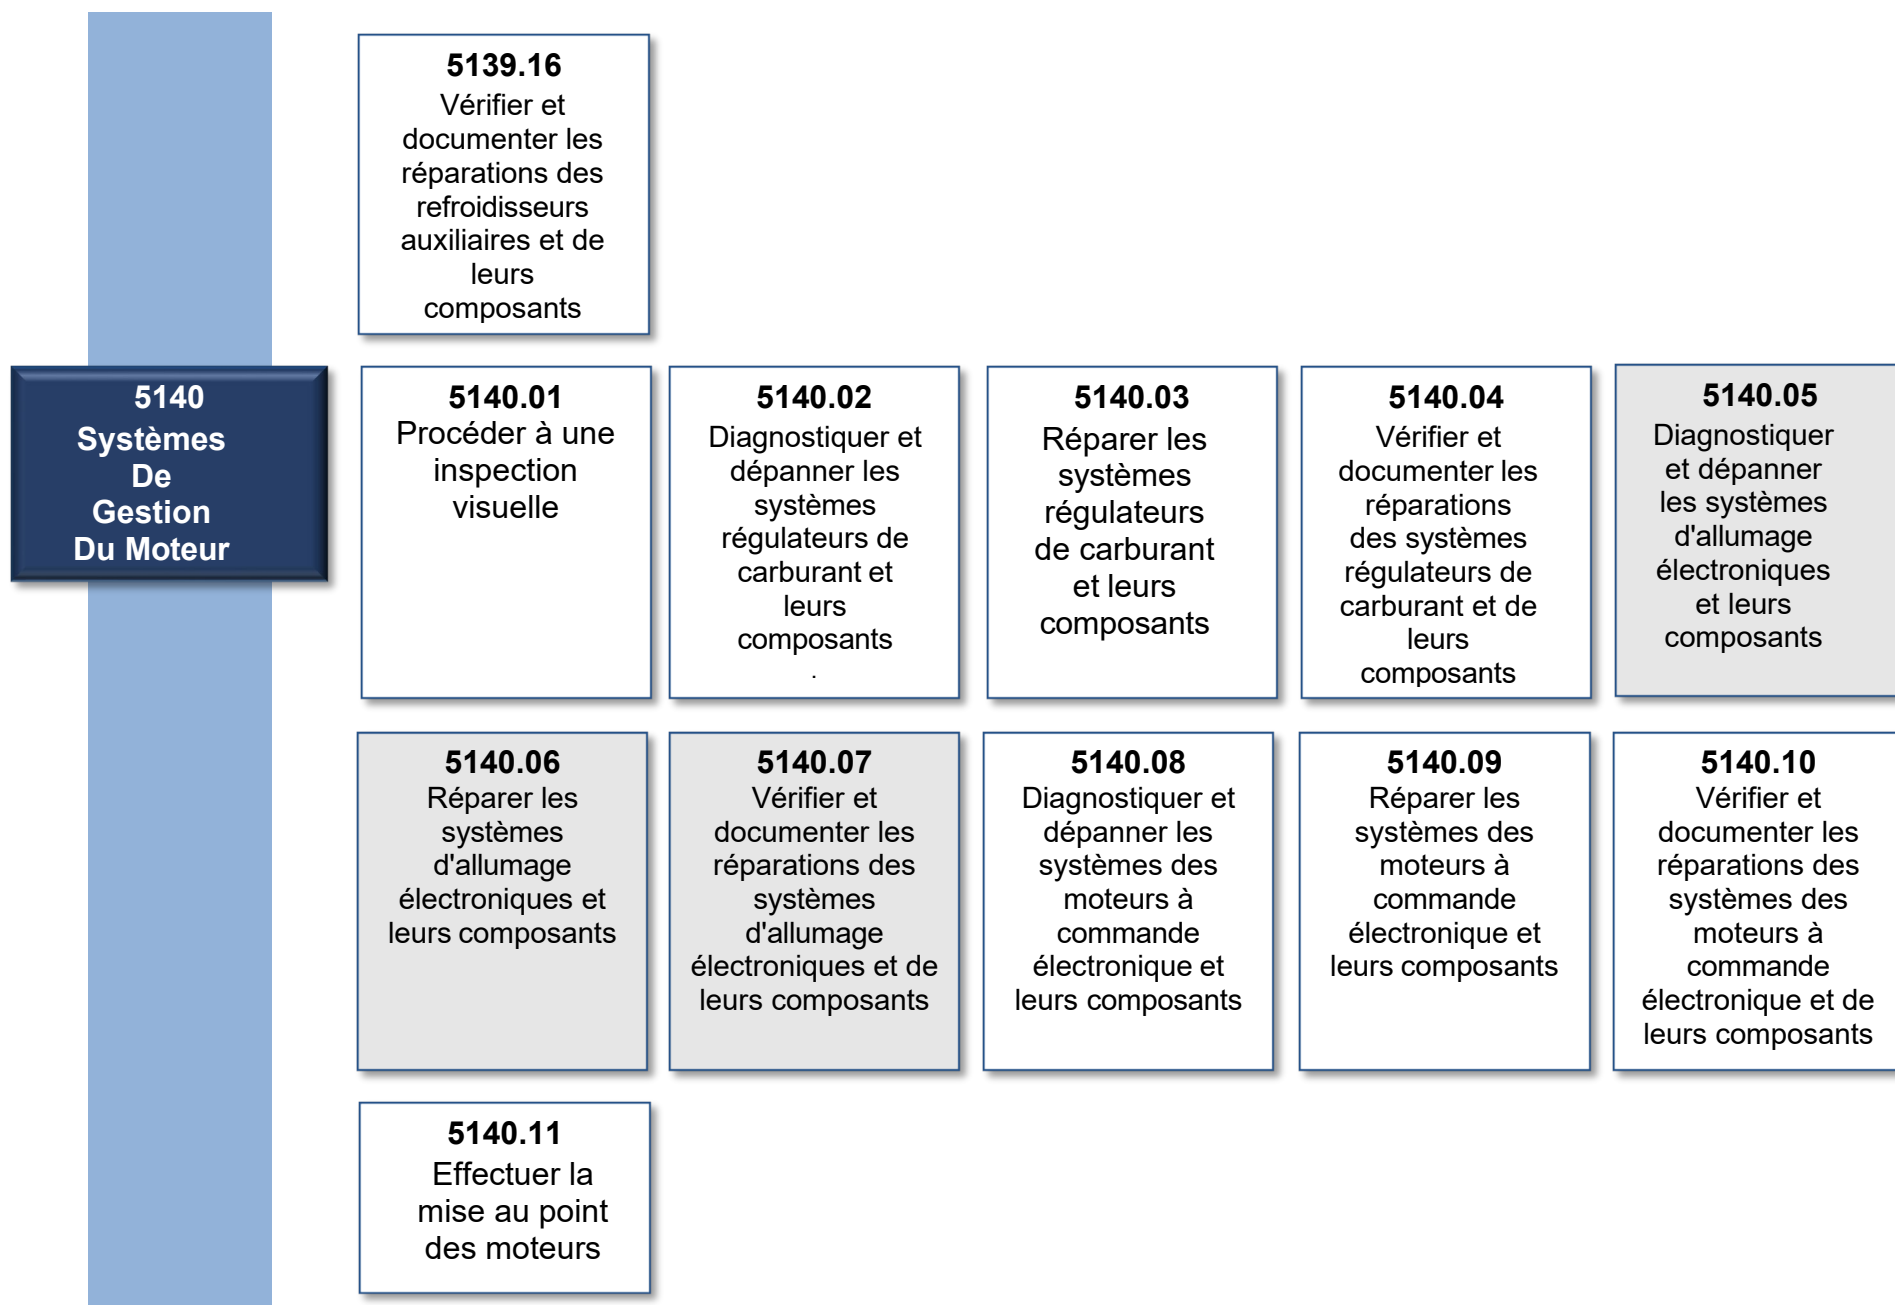 5139.16
Vérifier et
documenter les
réparations des
refroidisseurs
auxiliaires et de
leurs
composants
5140
Systèmes
De
Gestion
Du Moteur
5140.01
Procéder à une
inspection
visuelle
5140.02
Diagnostiquer et
dépanner les
systèmes
régulateurs de
carburant et
leurs
composants
.
5140.03
Réparer les
systèmes
régulateurs
de carburant
et leurs
composants
5140.04
Vérifier et
documenter les
réparations
des systèmes
régulateurs de
carburant et de
leurs
composants
5140.05
Diagnostiquer
et dépanner
les systèmes
d'allumage
électroniques
et leurs
composants
5140.06
Réparer les
systèmes
d'allumage
électroniques et
leurs composants
5140.07
Vérifier et
documenter les
réparations des
systèmes
d'allumage
électroniques et de
leurs composants
5140.08
Diagnostiquer et
dépanner les
systèmes des
moteurs à
commande
électronique et
leurs composants
5140.09
Réparer les
systèmes des
moteurs à
commande
électronique et
leurs composants
5140.10
Vérifier et
documenter les
réparations des
systèmes des
moteurs à
commande
électronique et de
leurs composants
5140.11
Effectuer la
mise au point
des moteurs